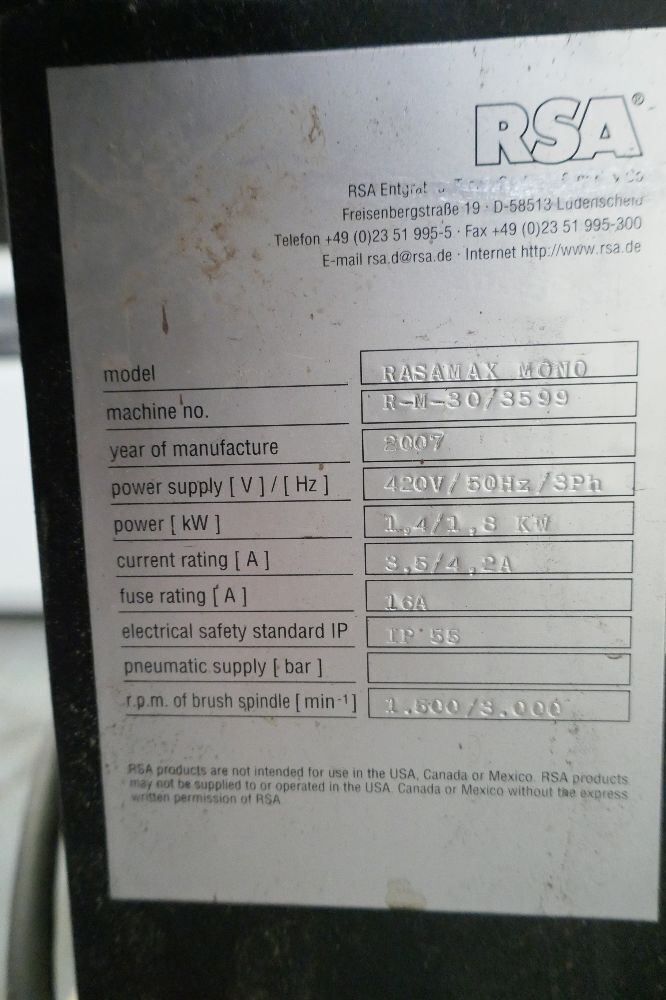 RSA®
RSA
Freisenbergstraße 19 · D-58513 Lüdenscheid
Telefon +49 (0)23 51 995-5 · Fax +49 (0)23 51 995-300
E-mail rsa.d@rsa.de · Internet http://www.rsa.de
model RASAMAX MONO
machine no. R-M-30/3599
year of manufacture 2007
power supply [ V ] / [ Hz ] 420V/50Hz/3Ph
power [ kW ] 1,4/1,8 KW
current rating [ A ] 3,5/4,2A
fuse rating [ A ] 16A
electrical safety standard IP IP 55
pneumatic supply [ bar ]
r.p.m. of brush spindle [ min⁻¹ ] 1.500/3.000
RSA products are not intended for use in the USA, Canada or Mexico. RSA products
may not be supplied to or operated in the USA. Canada or Mexico without the express
written permission of RSA